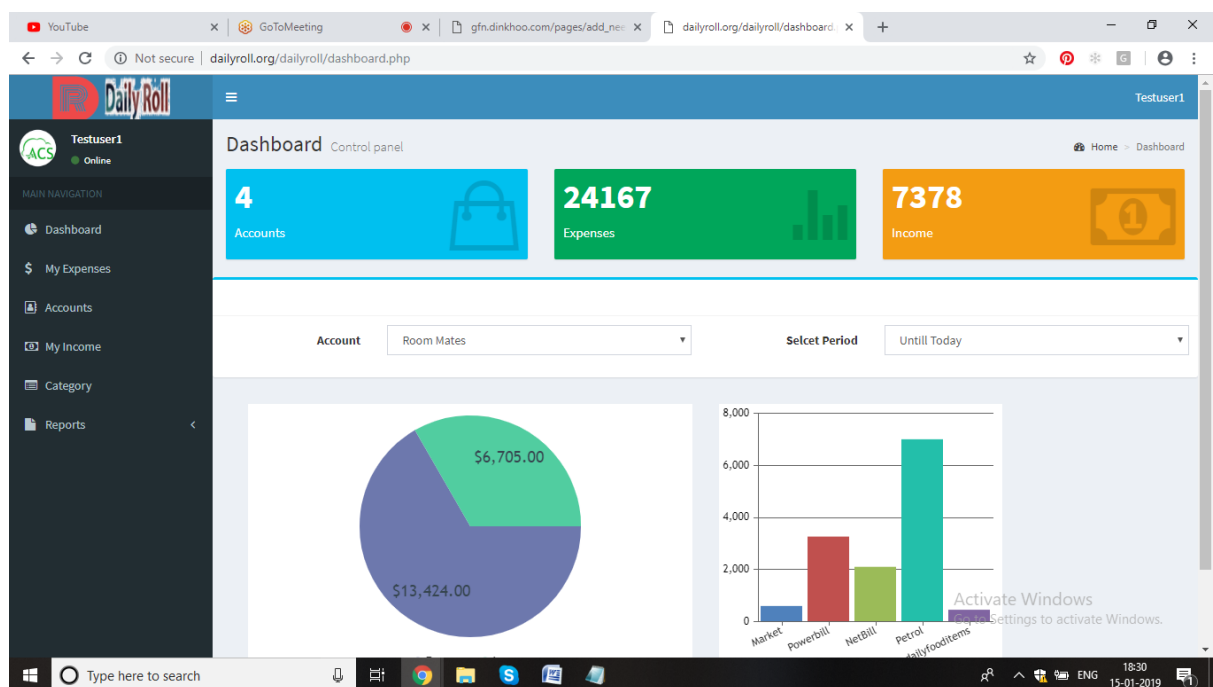 YouTube
GoToMeeting
gfn.dinkhoo.com/pages/add_nee
dailyroll.org/dailyroll/dashboard.
Not secure
dailyroll.org/dailyroll/dashboard.php
G
Daily Roll
Testuser1
ACS
Testuser1
Online
Dashboard Control panel
Home > Dashboard
MAIN NAVIGATION
Dashboard
My Expenses
Accounts
My Income
Category
Reports
4
Accounts
24167
Expenses
7378
Income
Account
Room Mates
Selcet Period
Untill Today
$6,705.00
$13,424.00
8,000
6,000
4,000
2,000
0
Market
Powerbill
NetBill
Petrol
dailyfooditems
Activate Windows
Go to Settings to activate Windows.
Type here to search
ENG
18:30
15-01-2019